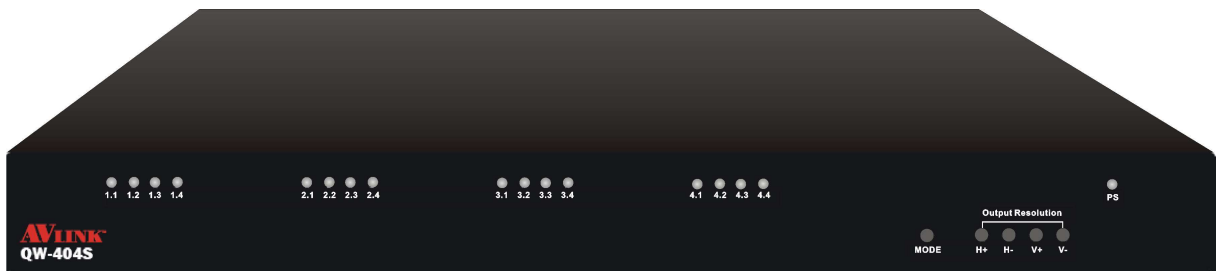 1.1 1.2 1.3 1.4 2.1 2.2 2.3 2.4 3.1 3.2 3.3 3.4 4.1 4.2 4.3 4.4 PS
Output Resolution
AVLINK
QW-404S
MODE H+ H- V+ V-